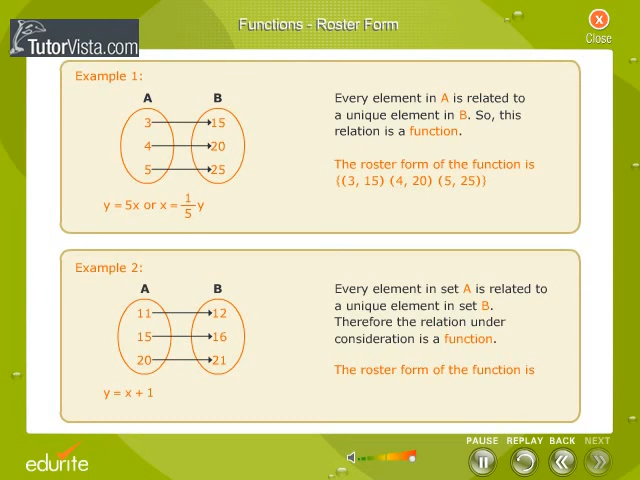 Functions - Roster Form
x
Close
TutorVista.com
Example 1:
A B
3 15
4 20
5 25
y = 5x or x = 1/5 y
Every element in A is related to
a unique element in B. So, this
relation is a function.
The roster form of the function is
{(3, 15) (4, 20) (5, 25)}
Example 2:
A B
11 12
15 16
20 21
y = x + 1
Every element in set A is related to
a unique element in set B.
Therefore the relation under
consideration is a function.
The roster form of the function is
edurite
PAUSE REPLAY BACK NEXT